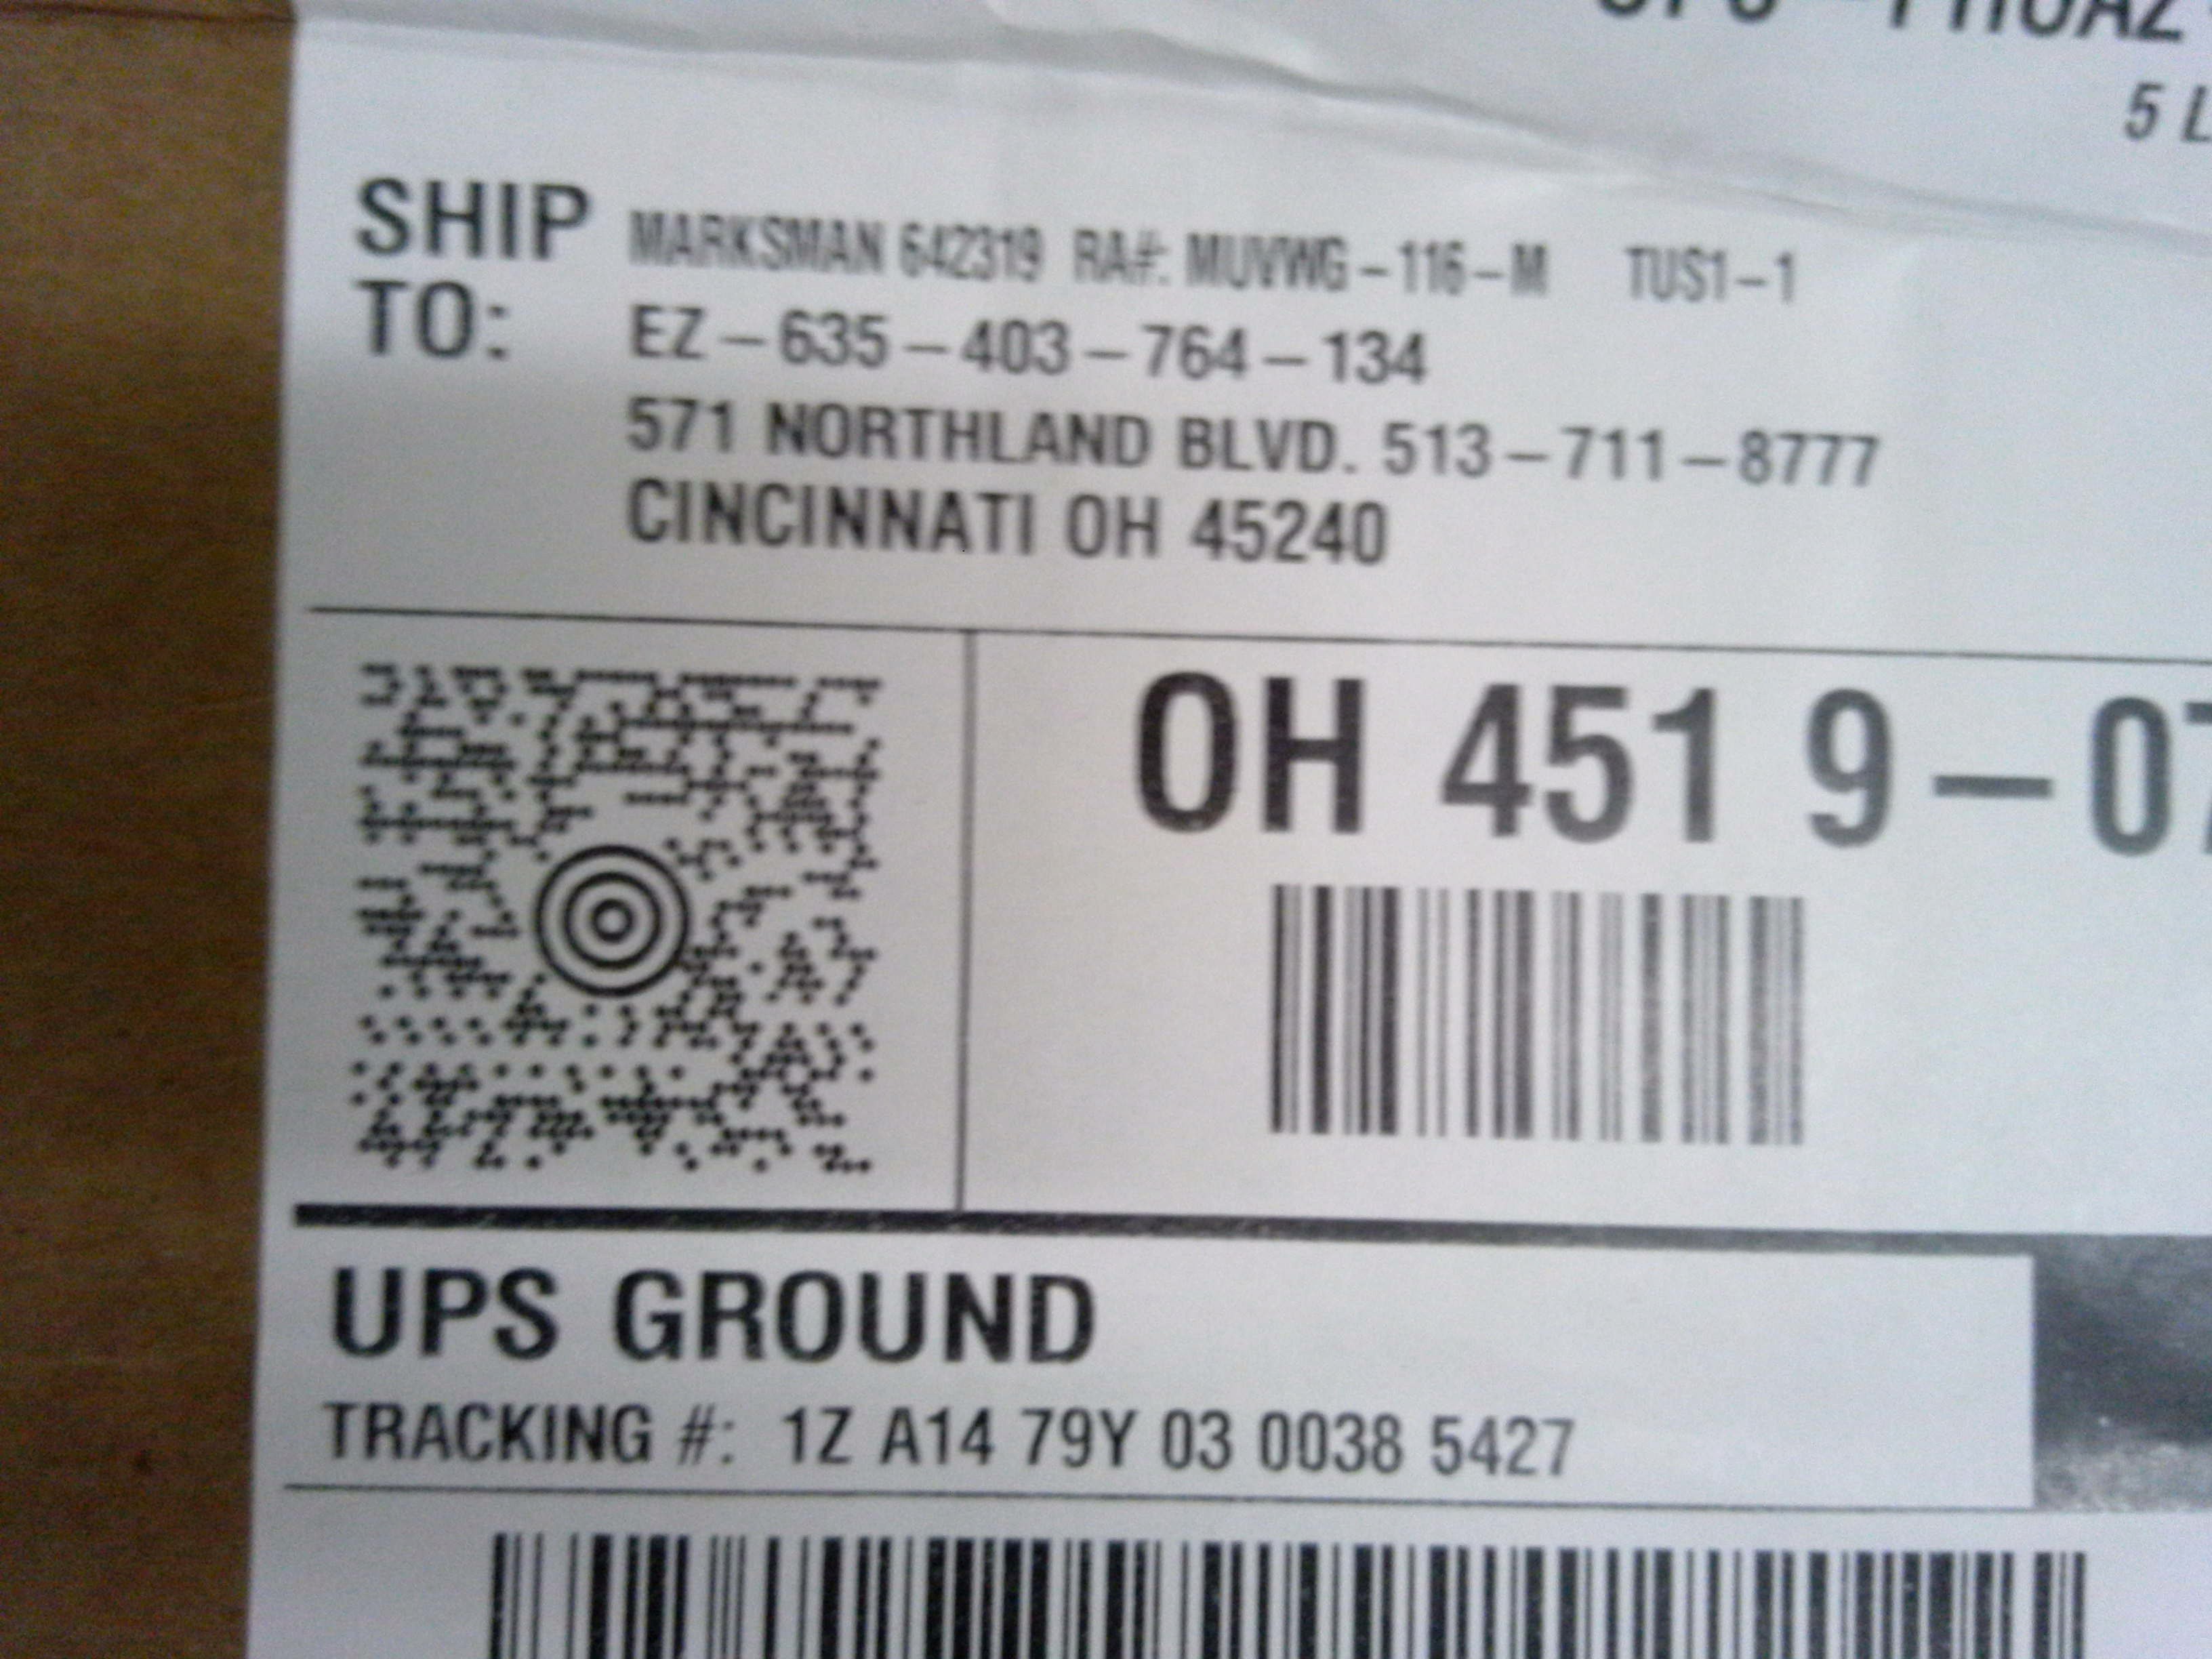 5 L
SHIP TO: MARKSMAN 642319 RA#: MUVWG-116-M TUS1-1
EZ-635-403-764-134
571 NORTHLAND BLVD. 513-711-8777
CINCINNATI OH 45240
OH 451 9-07
UPS GROUND
TRACKING #: 1Z A14 79Y 03 0038 5427